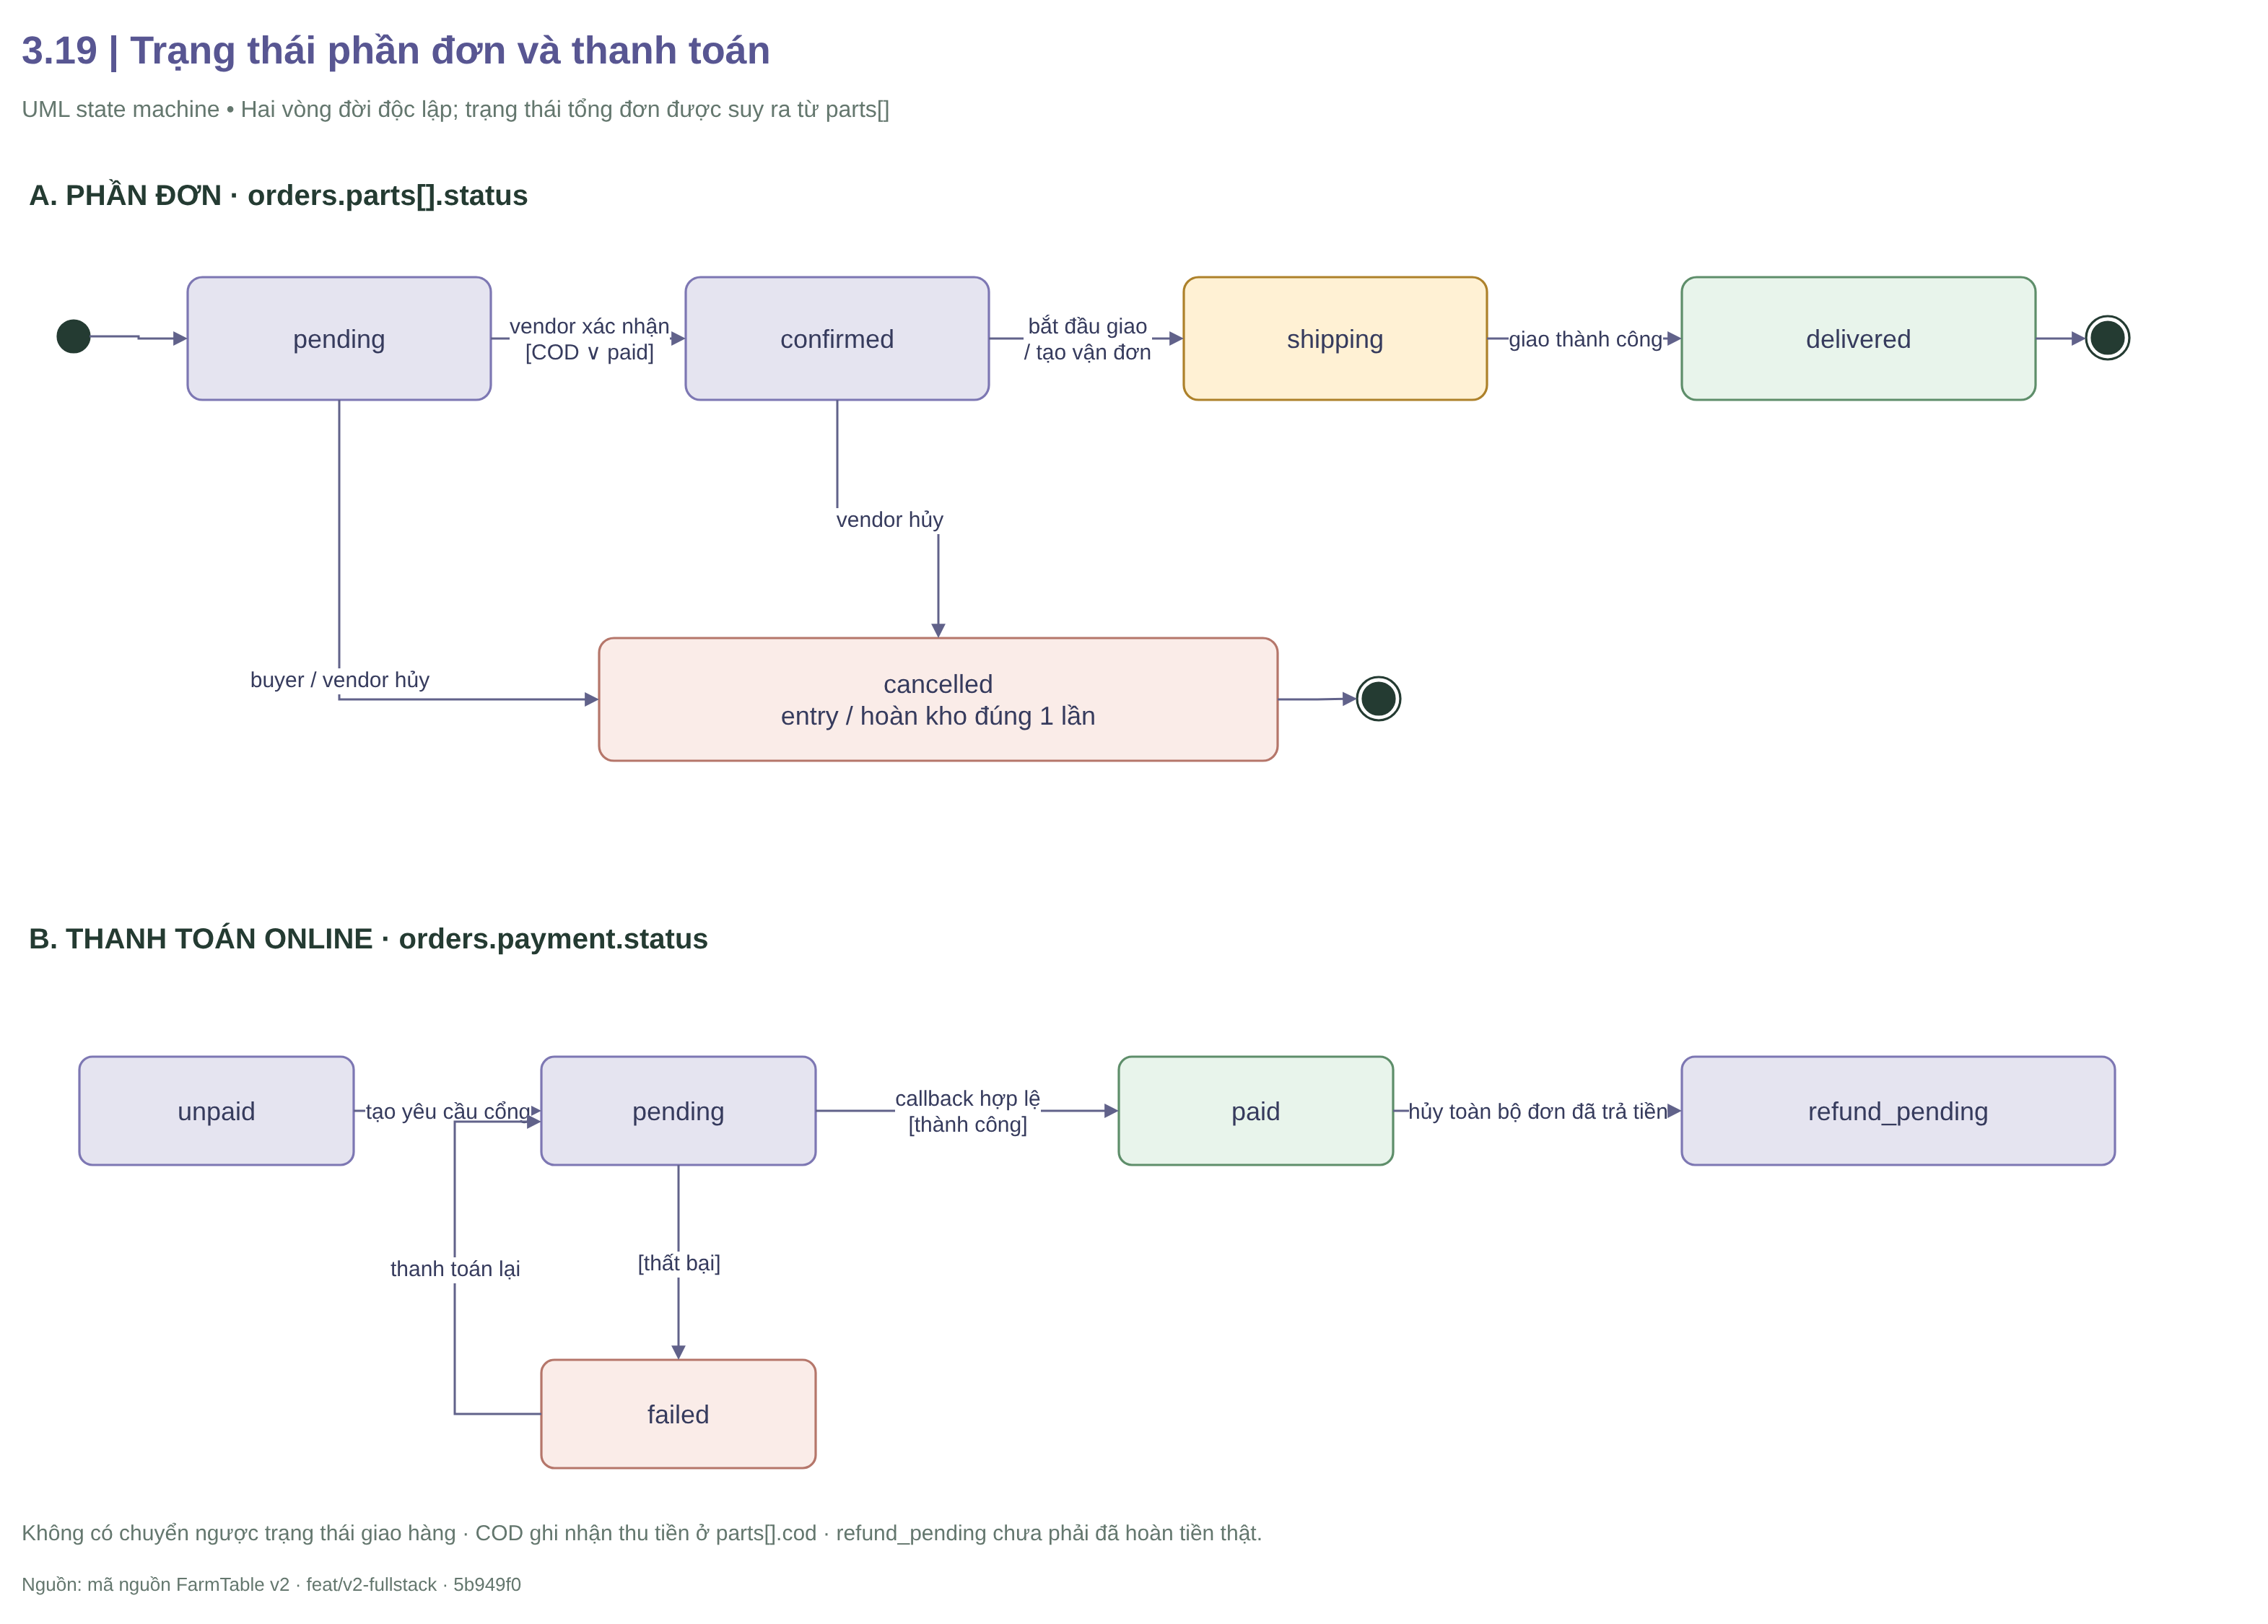 3.19 | Trạng thái phần đơn và thanh toán
UML state machine • Hai vòng đời độc lập; trạng thái tổng đơn được suy ra từ parts[]
A. PHẦN ĐƠN · orders.parts[].status
pending
vendor xác nhận
[COD ∨ paid]
confirmed
bắt đầu giao
/ tạo vận đơn
shipping
giao thành công
delivered
vendor hủy
buyer / vendor hủy
cancelled
entry / hoàn kho đúng 1 lần
B. THANH TOÁN ONLINE · orders.payment.status
unpaid
tạo yêu cầu cổng
pending
callback hợp lệ
[thành công]
paid
hủy toàn bộ đơn đã trả tiền
refund_pending
thanh toán lại
[thất bại]
failed
Không có chuyển ngược trạng thái giao hàng · COD ghi nhận thu tiền ở parts[].cod · refund_pending chưa phải đã hoàn tiền thật.
Nguồn: mã nguồn FarmTable v2 · feat/v2-fullstack · 5b949f0